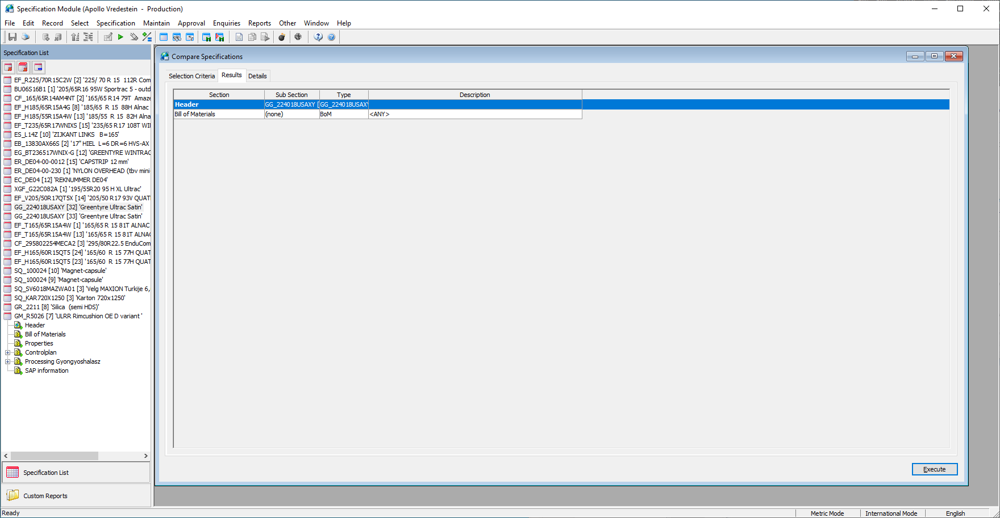 Specification Module (Apollo Vredestein  -  Production)
File Edit Record Select Specification Maintain Approval Enquiries Reports Other Window Help
Specification List
EF_R225/70R15C2W [2] '225/ 70 R 15  112R Com
BU06S16B1 [1] '205/65R16 95W Sportrac 5 - outd
CF_165/65R14AM4NT [2] '165/65 R14 79T  Amaze
EF_H185/65R15A4G [8] '185/65  R 15  88H Alnac
EF_H185/55R15A4W [13] '185/55  R 15  82H Alna
EF_T235/65R17WNIXS [15] '235/65 R17 108T WI
ES_L14Z [10] 'ZIJKANT LINKS   B=165'
EB_13830AX66S [2] '17" HIEL  L=6 DR=6 HVS-AX
EG_BT236517WNIX-G [12] 'GREENTYRE WINTRAC
ER_DE04-00-0012 [15] 'CAPSTRIP 12 mm'
ER_DE04-00-230 [1] 'NYLON OVERHEAD (tbv mini-
EC_DE04 [12] 'REKNUMMER DE04'
XGF_G22C082A [1] '195/55R20 95 H XL Ultrac'
EF_V205/50R17QT5X [14] '205/50 R 17 93V QUAT
GG_224018USAXY [32] 'Greentyre Ultrac Satin'
GG_224018USAXY [33] 'Greentyre Ultrac Satin'
EF_T165/65R15A4W [1] '165/65 R 15 81T ALNAC
EF_T165/65R15A4W [13] '165/65 R 15 81T ALNA
CF_295802254MECA2 [3] '295/80R22.5 EnduCom
EF_H165/60R15QT5 [24] '165/60  R 15 77H QUAT
EF_H165/60R15QT5 [23] '165/60  R 15 77H QUAT
SQ_100024 [10] 'Magnet-capsule'
SQ_100024 [9] 'Magnet-capsule'
SQ_SV6018MAZWA01 [3] 'Velg MAXION Turkije 6,
SQ_KAR720X1250 [3] 'Karton 720x1250'
GR_2211 [8] 'Silica  (semi HDS)'
GM_R5026 [7] 'ULRR Rimcushion OE D variant '
Header
Bill of Materials
Properties
Controlplan
Processing Gyongyoshalasz
SAP information
Specification List
Custom Reports
Compare Specifications
Selection Criteria Results Details
Section Sub Section Type Description
Header GG_224018USAXY [ GG_224018USAXY
Bill of Materials (none) BoM <ANY>
Execute
Ready Metric Mode International Mode English